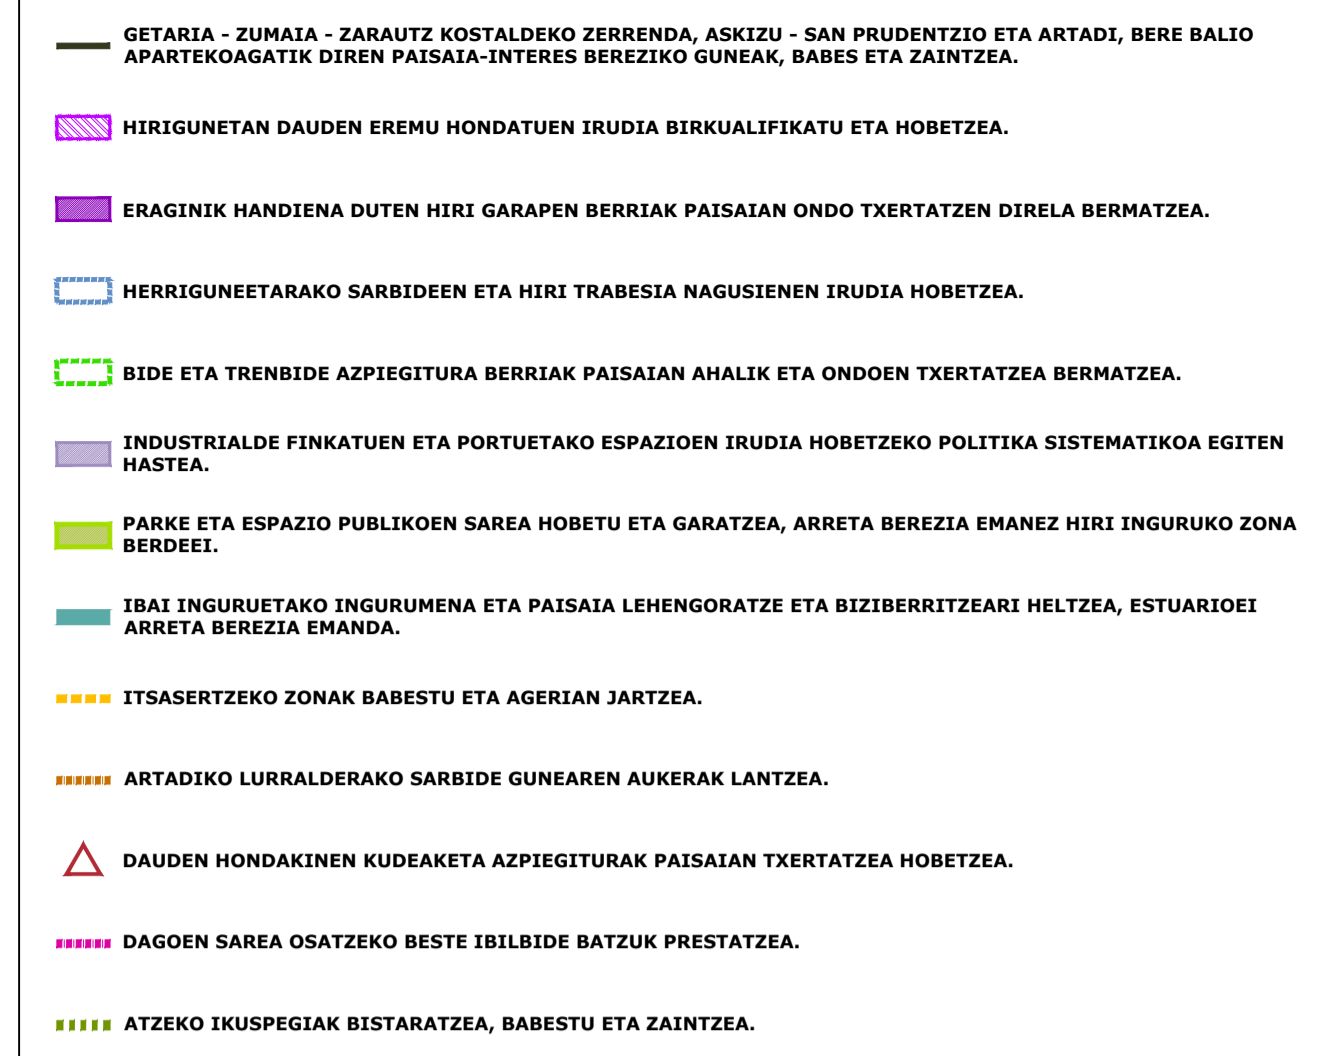 GETARIA - ZUMAIA - ZARAUTZ KOSTALDEKO ZERRENDA, ASKIZU - SAN PRUDENTZIO ETA ARTADI, BERE BALIO
APARTEKOAGATIK DIREN PAISAIA-INTERES BEREZIKO GUNEAK, BABES ETA ZAINTZEA.
HIRIGUNETAN DAUDEN EREMU HONDATUEN IRUDIA BIRKUALIFIKATU ETA HOBETZEA.
ERAGINIK HANDIENA DUTEN HIRI GARAPEN BERRIAK PAISAIAN ONDO TXERTATZEN DIRELA BERMATZEA.
HERRIGUNEETARAKO SARBIDEEN ETA HIRI TRABESIA NAGUSIENEN IRUDIA HOBETZEA.
BIDE ETA TRENBIDE AZPIEGITURA BERRIAK PAISAIAN AHALIK ETA ONDOEN TXERTATZEA BERMATZEA.
INDUSTRIALDE FINKATUEN ETA PORTUETAKO ESPAZIOEN IRUDIA HOBETZEKO POLITIKA SISTEMATIKOA EGITEN
HASTEA.
PARKE ETA ESPAZIO PUBLIKOEN SAREA HOBETU ETA GARATZEA, ARRETA BEREZIA EMANEZ HIRI INGURUKO ZONA
BERDEEI.
IBAI INGURUETAKO INGURUMENA ETA PAISAIA LEHENGORATZE ETA BIZIBERRITZEARI HELTZEA, ESTUARIOEI
ARRETA BEREZIA EMANDA.
ITSASERTZEKO ZONAK BABESTU ETA AGERIAN JARTZEA.
ARTADIKO LURRALDERAKO SARBIDE GUNEAREN AUKERAK LANTZEA.
DAUDEN HONDAKINEN KUDEAKETA AZPIEGITURAK PAISAIAN TXERTATZEA HOBETZEA.
DAGOEN SAREA OSATZEKO BESTE IBILBIDE BATZUK PRESTATZEA.
ATZEKO IKUSPEGIAK BISTARATZEA, BABESTU ETA ZAINTZEA.